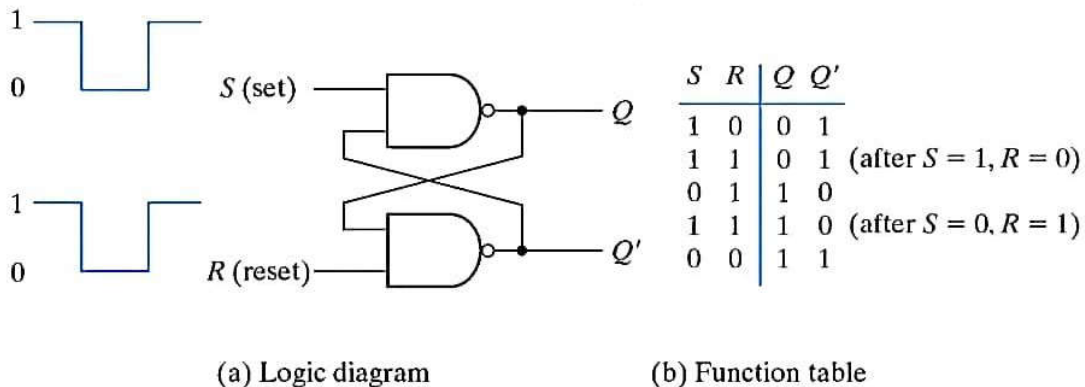 1
0
S (set)
Q
1
0
R (reset)
Q'
S R Q Q'
1 0 0 1
1 1 0 1 (after S = 1, R = 0)
0 1 1 0
1 1 1 0 (after S = 0, R = 1)
0 0 1 1
(a) Logic diagram
(b) Function table